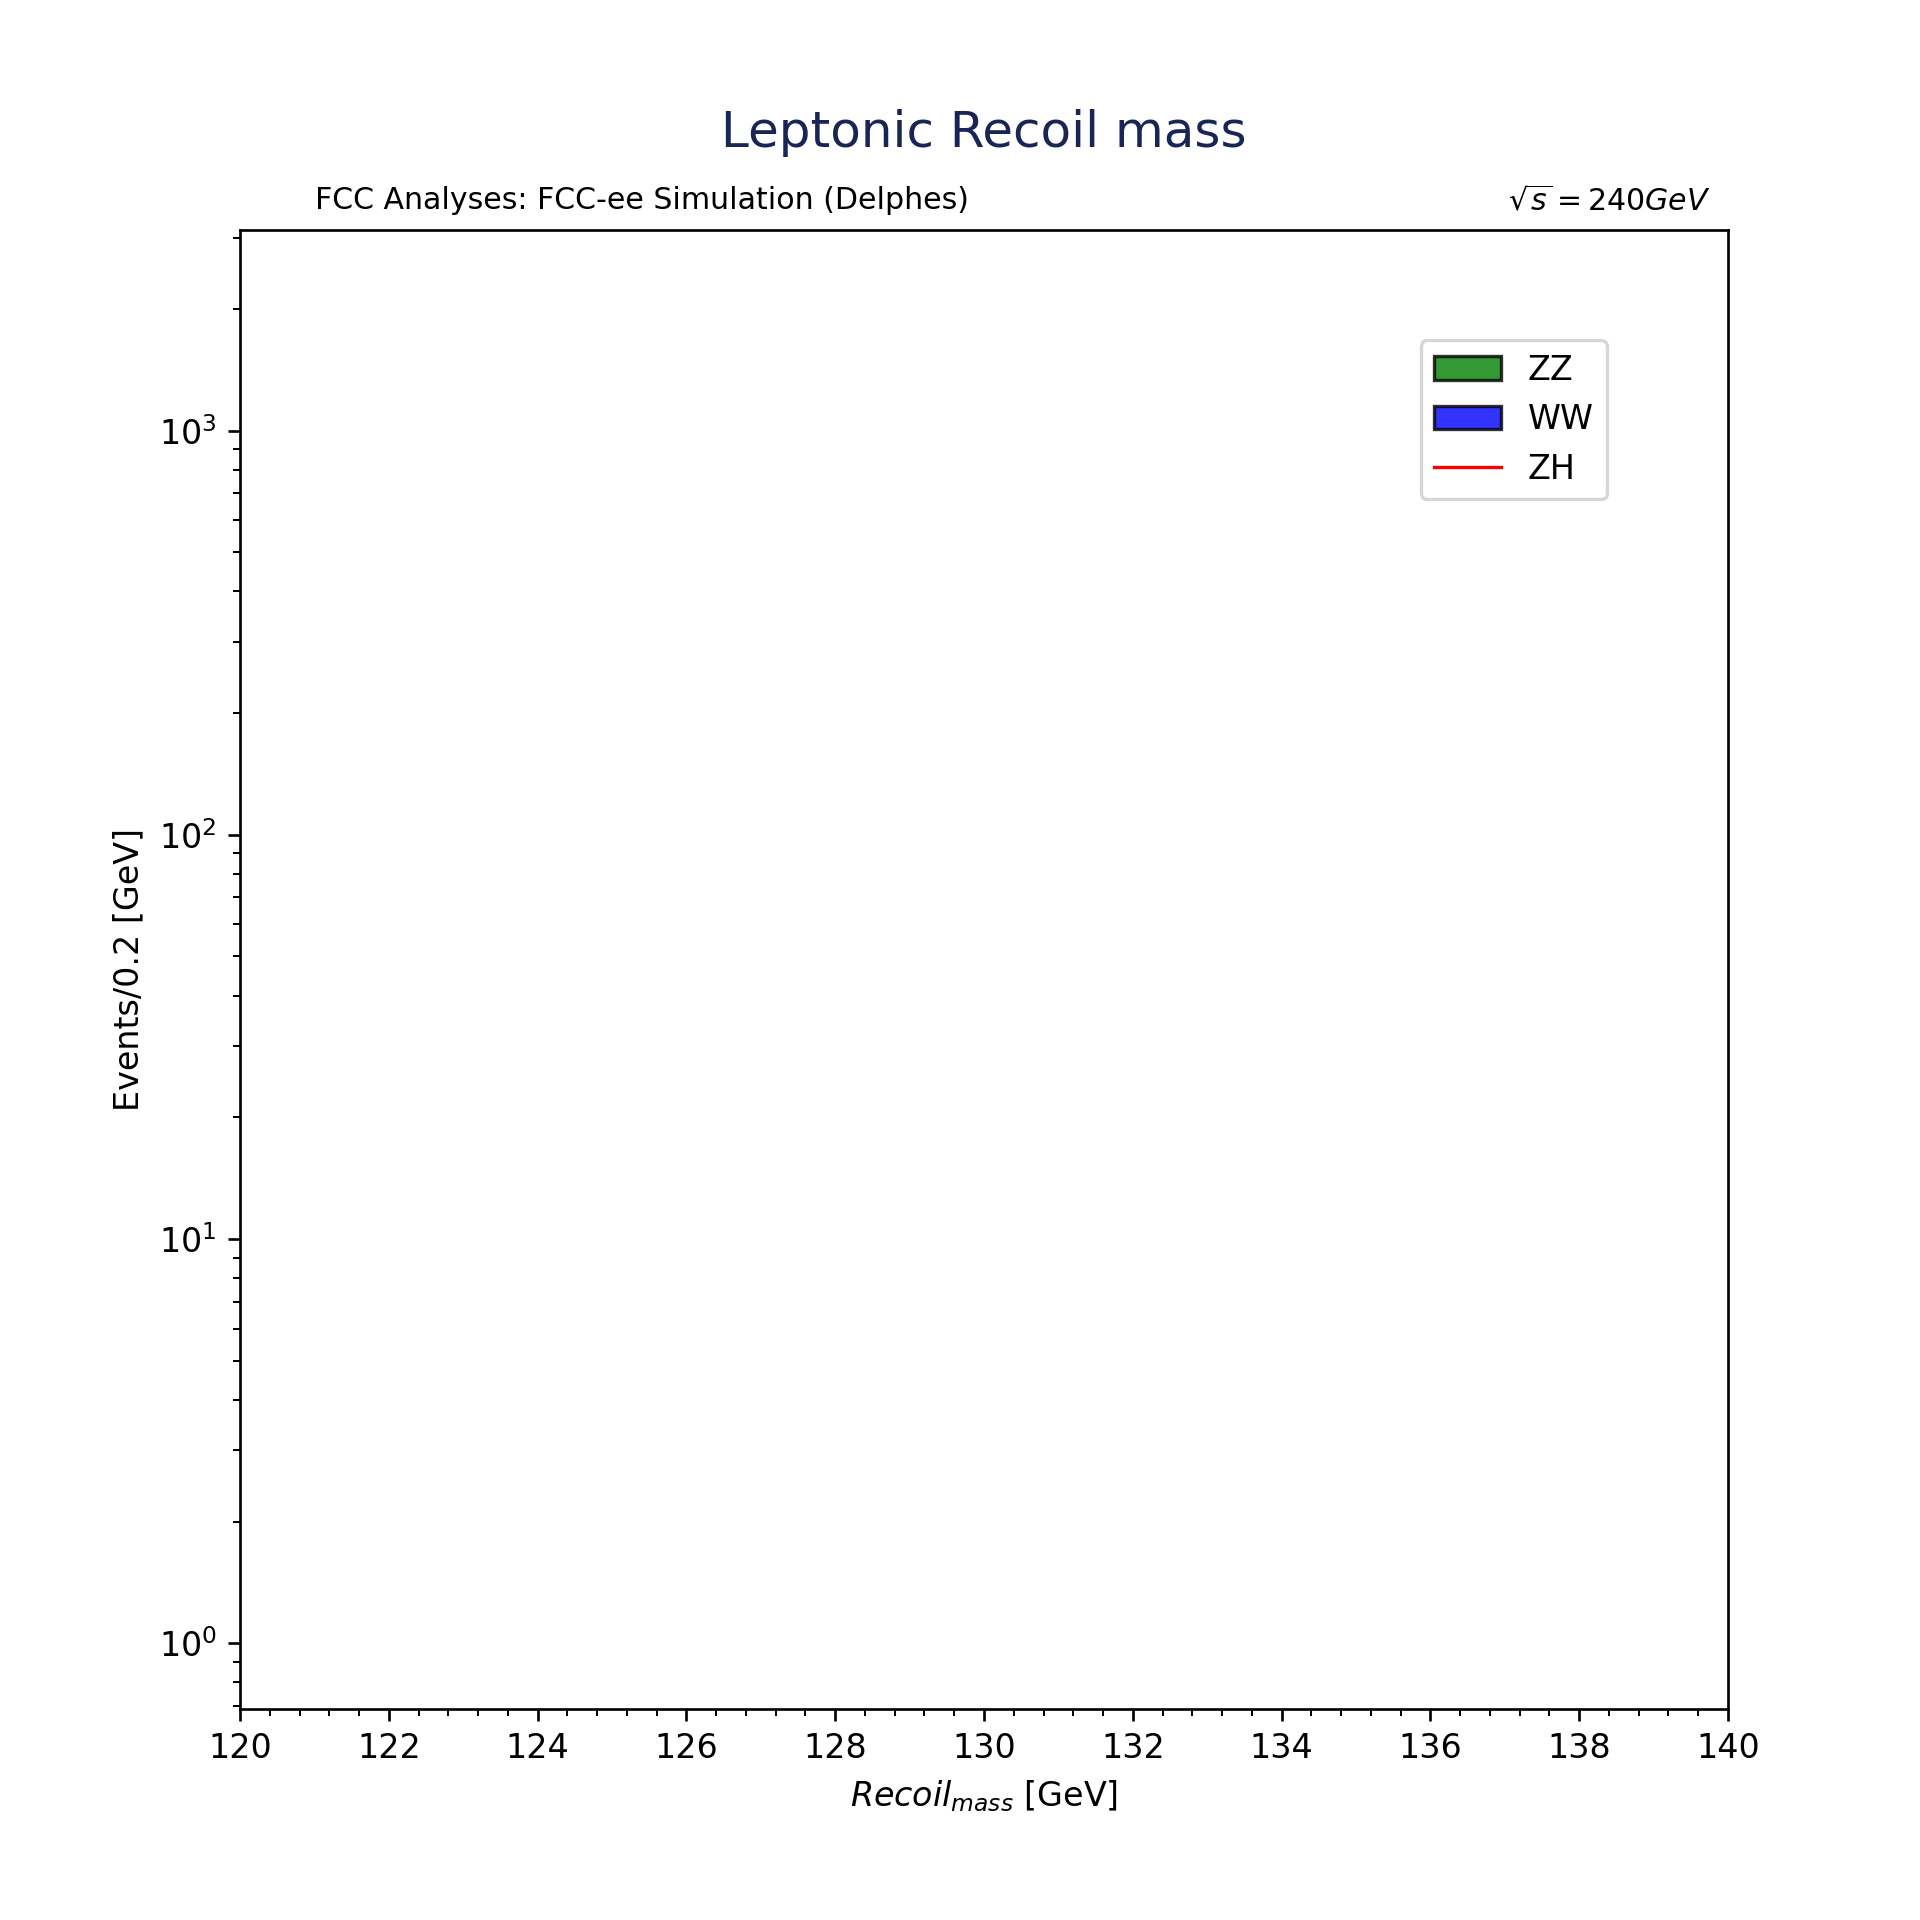 Leptonic Recoil mass
FCC Analyses: FCC-ee Simulation (Delphes)
√s = 240GeV
ZZ
WW
ZH
10³
10²
10¹
10⁰
Events/0.2 [GeV]
120 122 124 126 128 130 132 134 136 138 140
Recoil_mass [GeV]